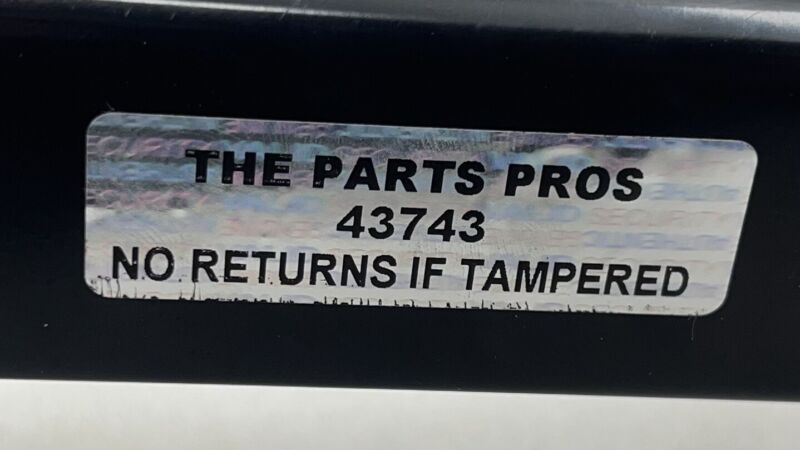 THE PARTS PROS
43743
NO RETURNS IF TAMPERED